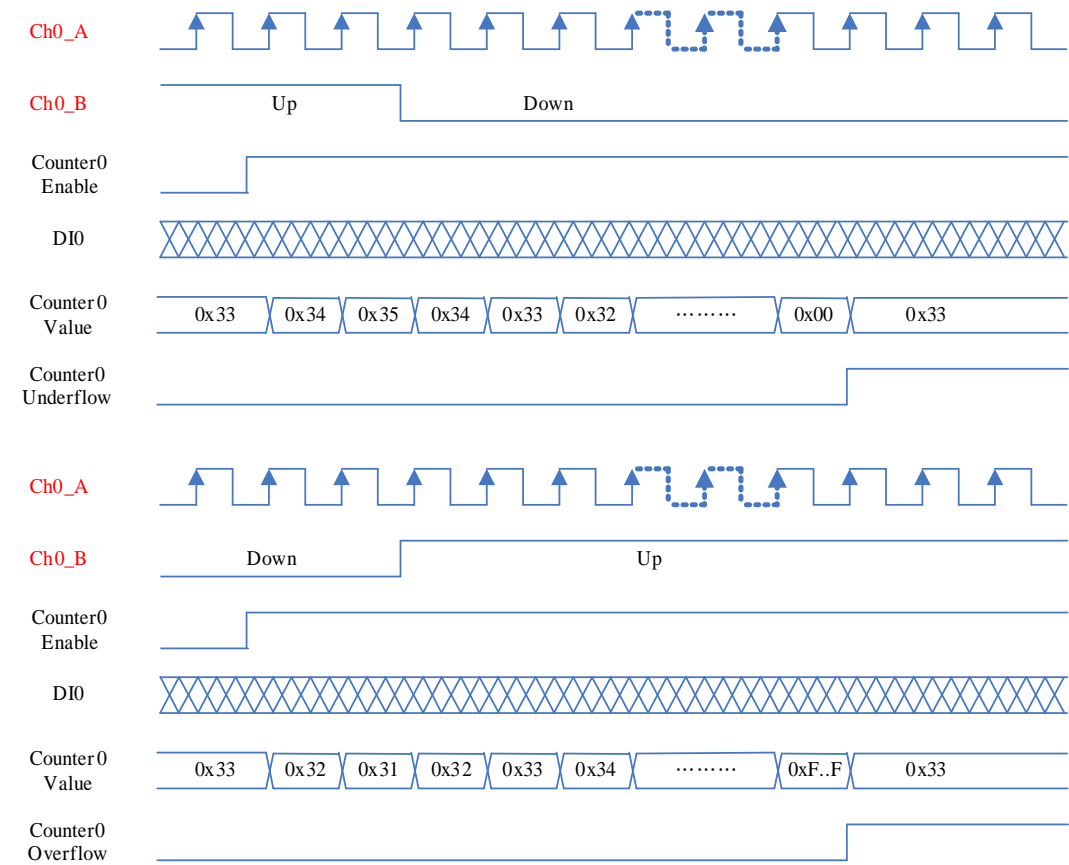 Ch0_A
Ch0_B
Up
Down
Counter0
Enable
DI0
Counter0
Value
0x33
0x34
0x35
0x34
0x33
0x32
·········
0x00
0x33
Counter0
Underflow
Ch0_A
Ch0_B
Down
Up
Counter0
Enable
DI0
Counter0
Value
0x33
0x32
0x31
0x32
0x33
0x34
·········
0xF..F
0x33
Counter0
Overflow